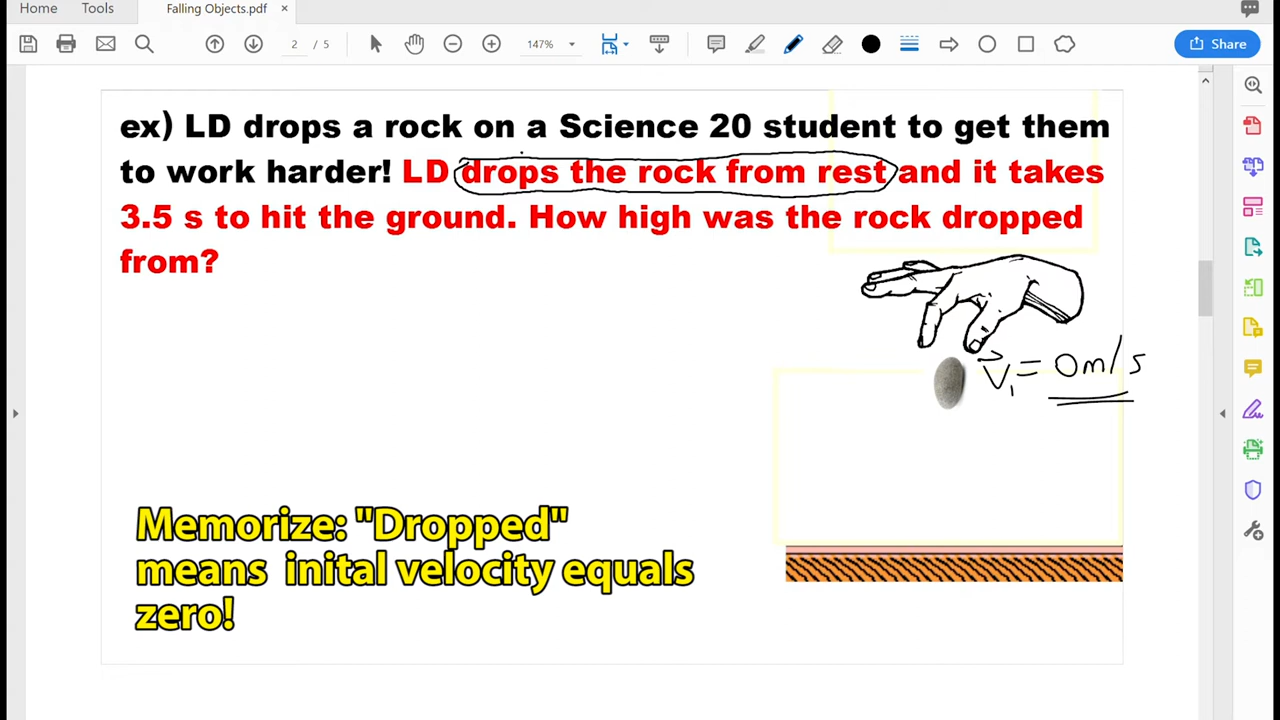 Home
Tools
Falling Objects.pdf ×
2 / 5
147%
Share
ex) LD drops a rock on a Science 20 student to get them
to work harder! LD drops the rock from rest and it takes
3.5 s to hit the ground. How high was the rock dropped
from?
V₁ = 0m/s
Memorize: "Dropped"
means inital velocity equals
zero!